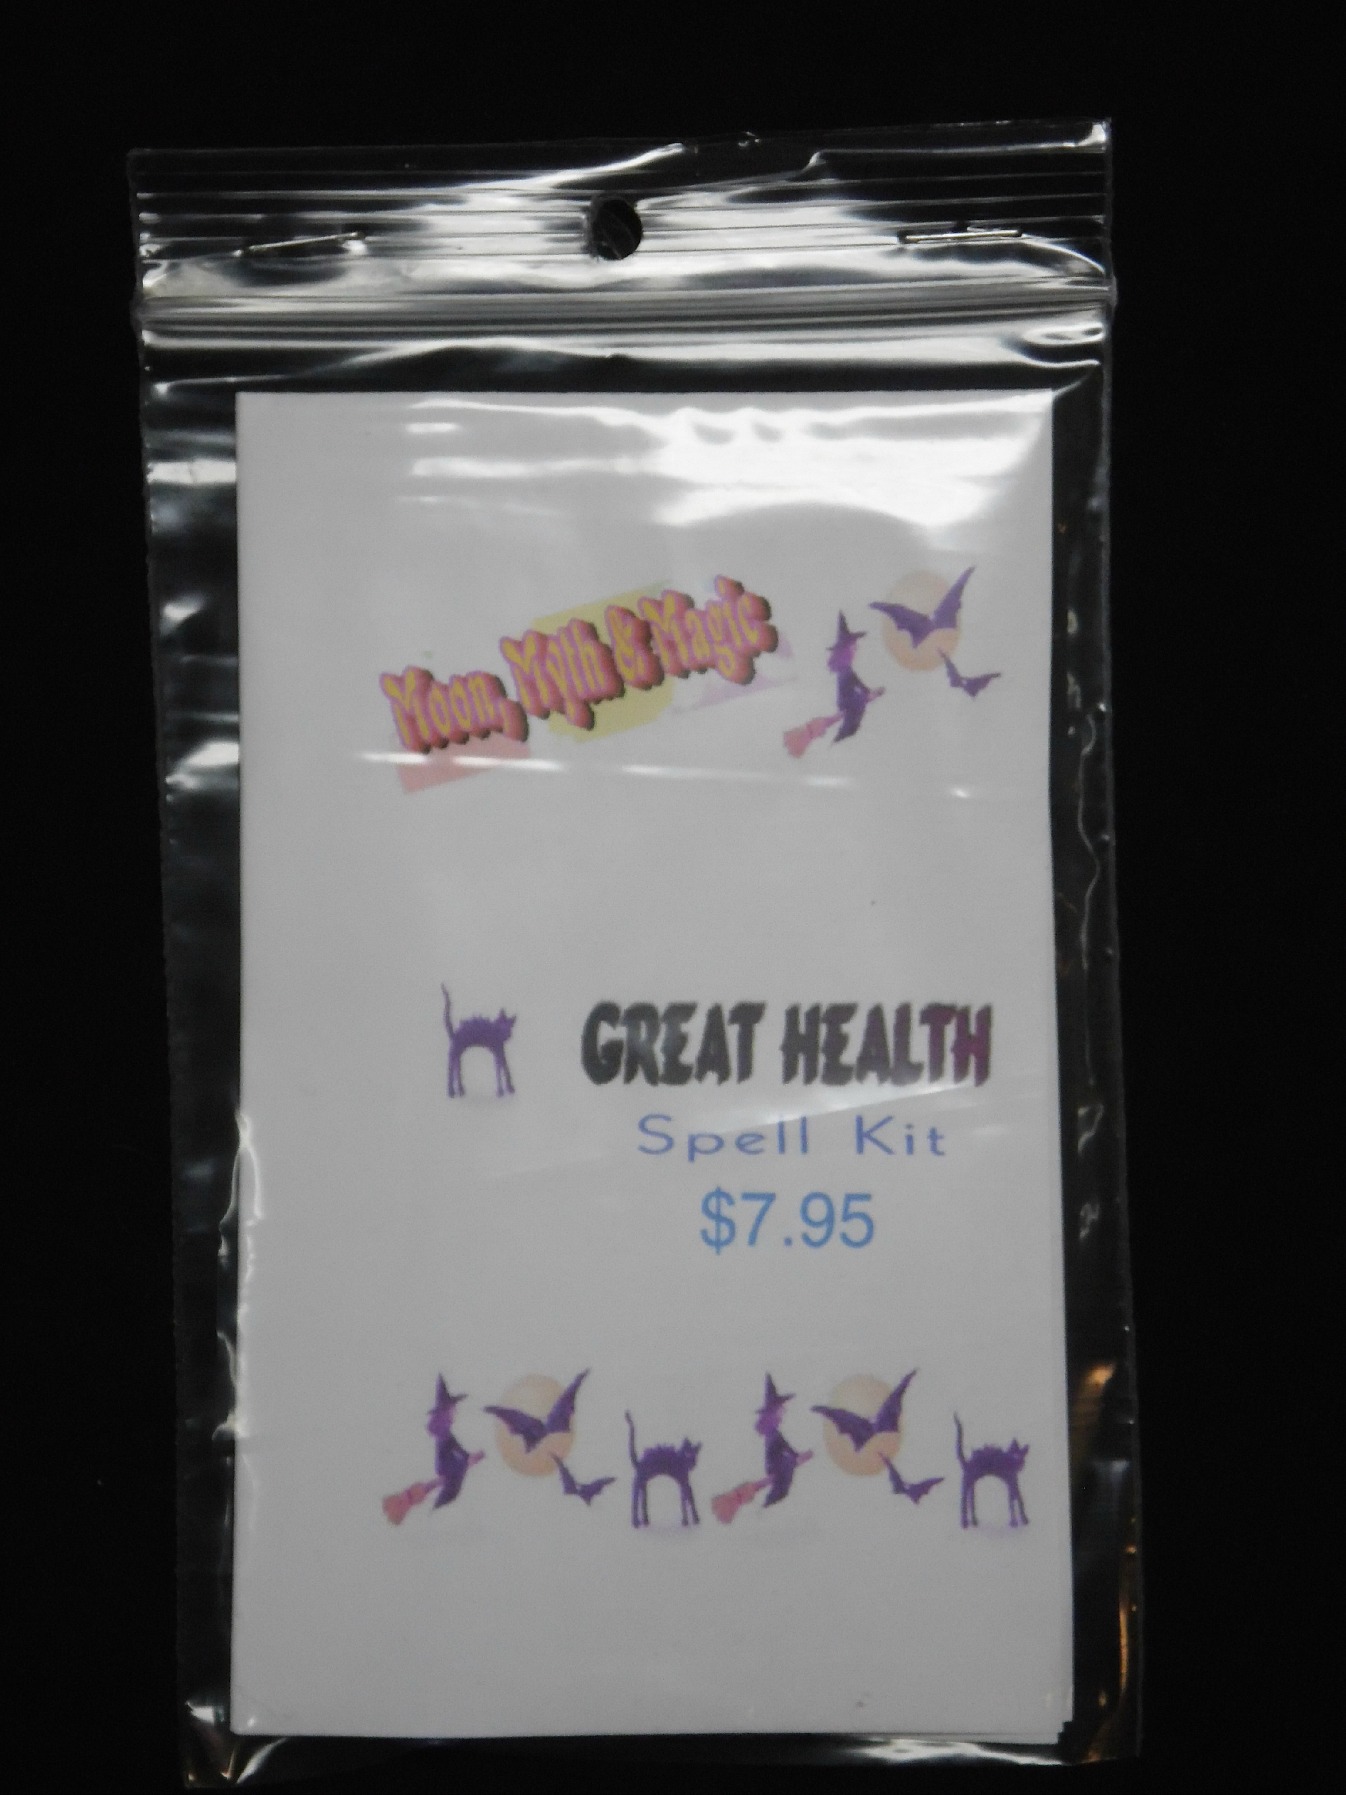 Moon, Myth & Magic
GREAT HEALTH
Spell Kit
$7.95